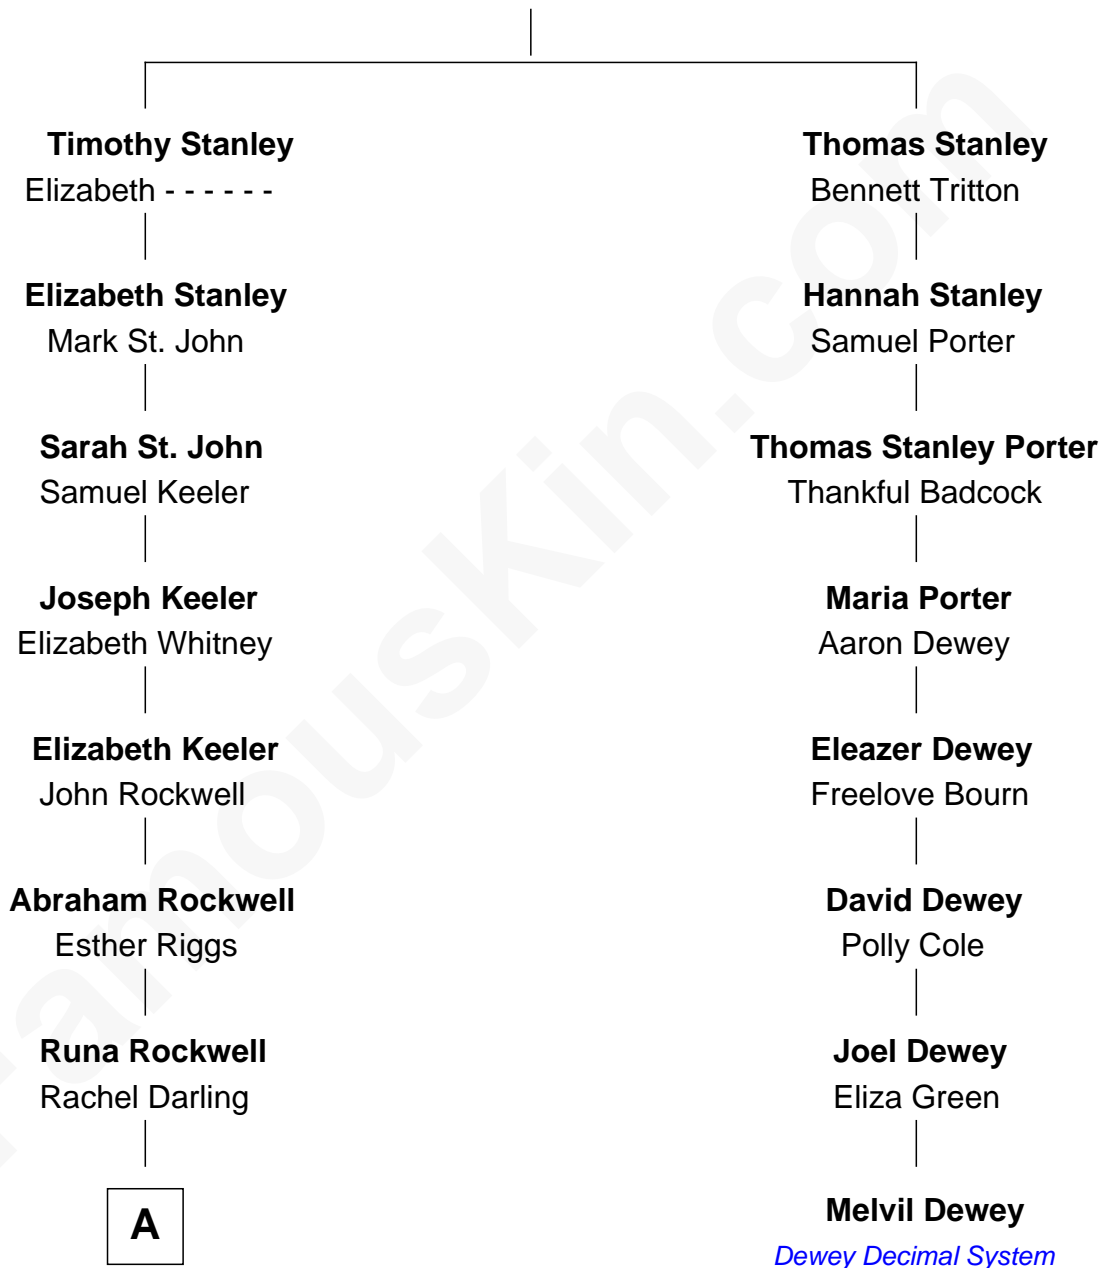 Timothy Stanley
Elizabeth - - - - - -
Elizabeth Stanley
Mark St. John
Sarah St. John
Samuel Keeler
Joseph Keeler
Elizabeth Whitney
Elizabeth Keeler
John Rockwell
Abraham Rockwell
Esther Riggs
Runa Rockwell
Rachel Darling
A
Thomas Stanley
Bennett Tritton
Hannah Stanley
Samuel Porter
Thomas Stanley Porter
Thankful Badcock
Maria Porter
Aaron Dewey
Eleazer Dewey
Freelove Bourn
David Dewey
Polly Cole
Joel Dewey
Eliza Green
Melvil Dewey
Dewey Decimal System
FamousKin.com